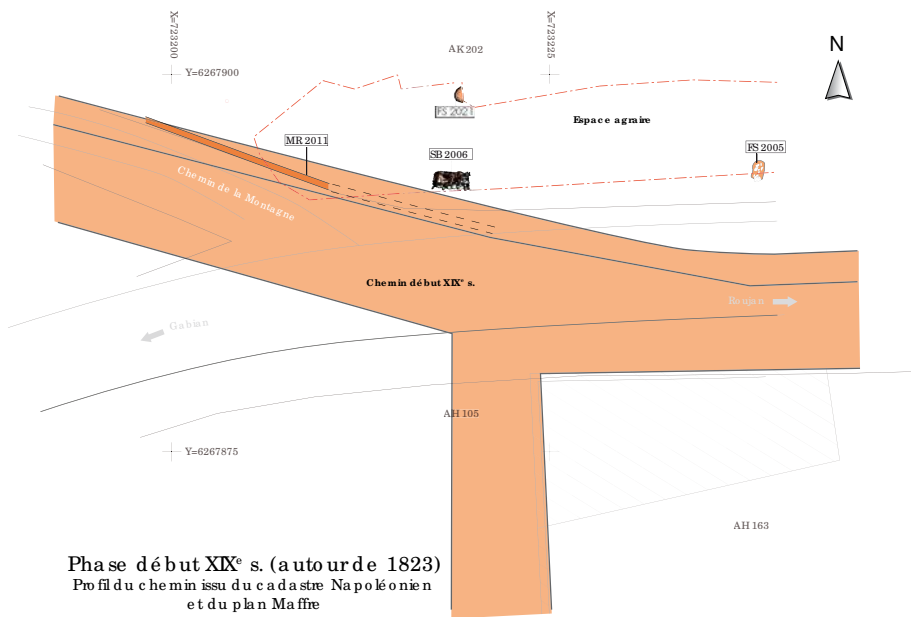 X=723200
X=723225
AK 202
N
Y=6267900
FS 2021
Espace agraire
MR 2011
SB 2006
FS 2005
Chemin de la Montagne
Chemin début XIXe s.
Roujan
Gabian
AH 105
Y=6267875
AH 163
Phase début XIXe s. (autour de 1823)
Profil du chemin issu du cadastre Napoléonien
et du plan Maffre